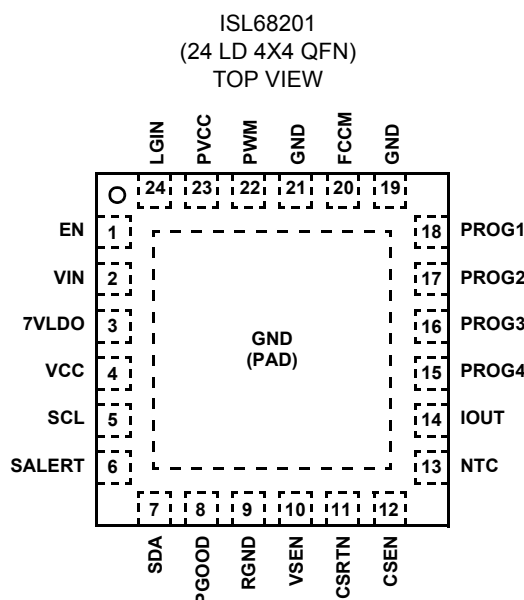 ISL68201
(24 LD 4X4 QFN)
TOP VIEW
LGIN PVCC PWM GND FCCM GND
24 23 22 21 20 19
EN 1
VIN 2
7VLDO 3
VCC 4
SCL 5
SALERT 6
GND
(PAD)
18 PROG1
17 PROG2
16 PROG3
15 PROG4
14 IOUT
13 NTC
7 8 9 10 11 12
SDA PGOOD RGND VSEN CSRTN CSEN